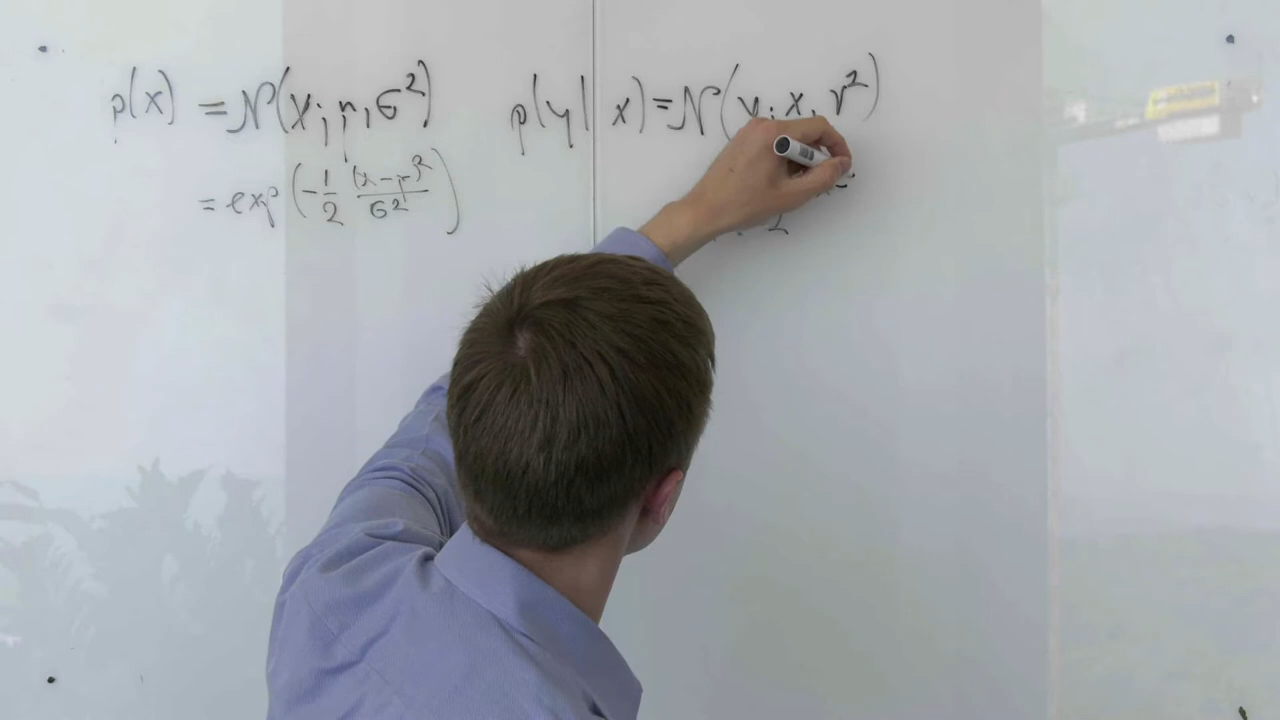 p(x) = N(x; μ, σ²) p(y| x) = N(y; x, r²)
= exp(-1/2 (x-μ)²/σ²)